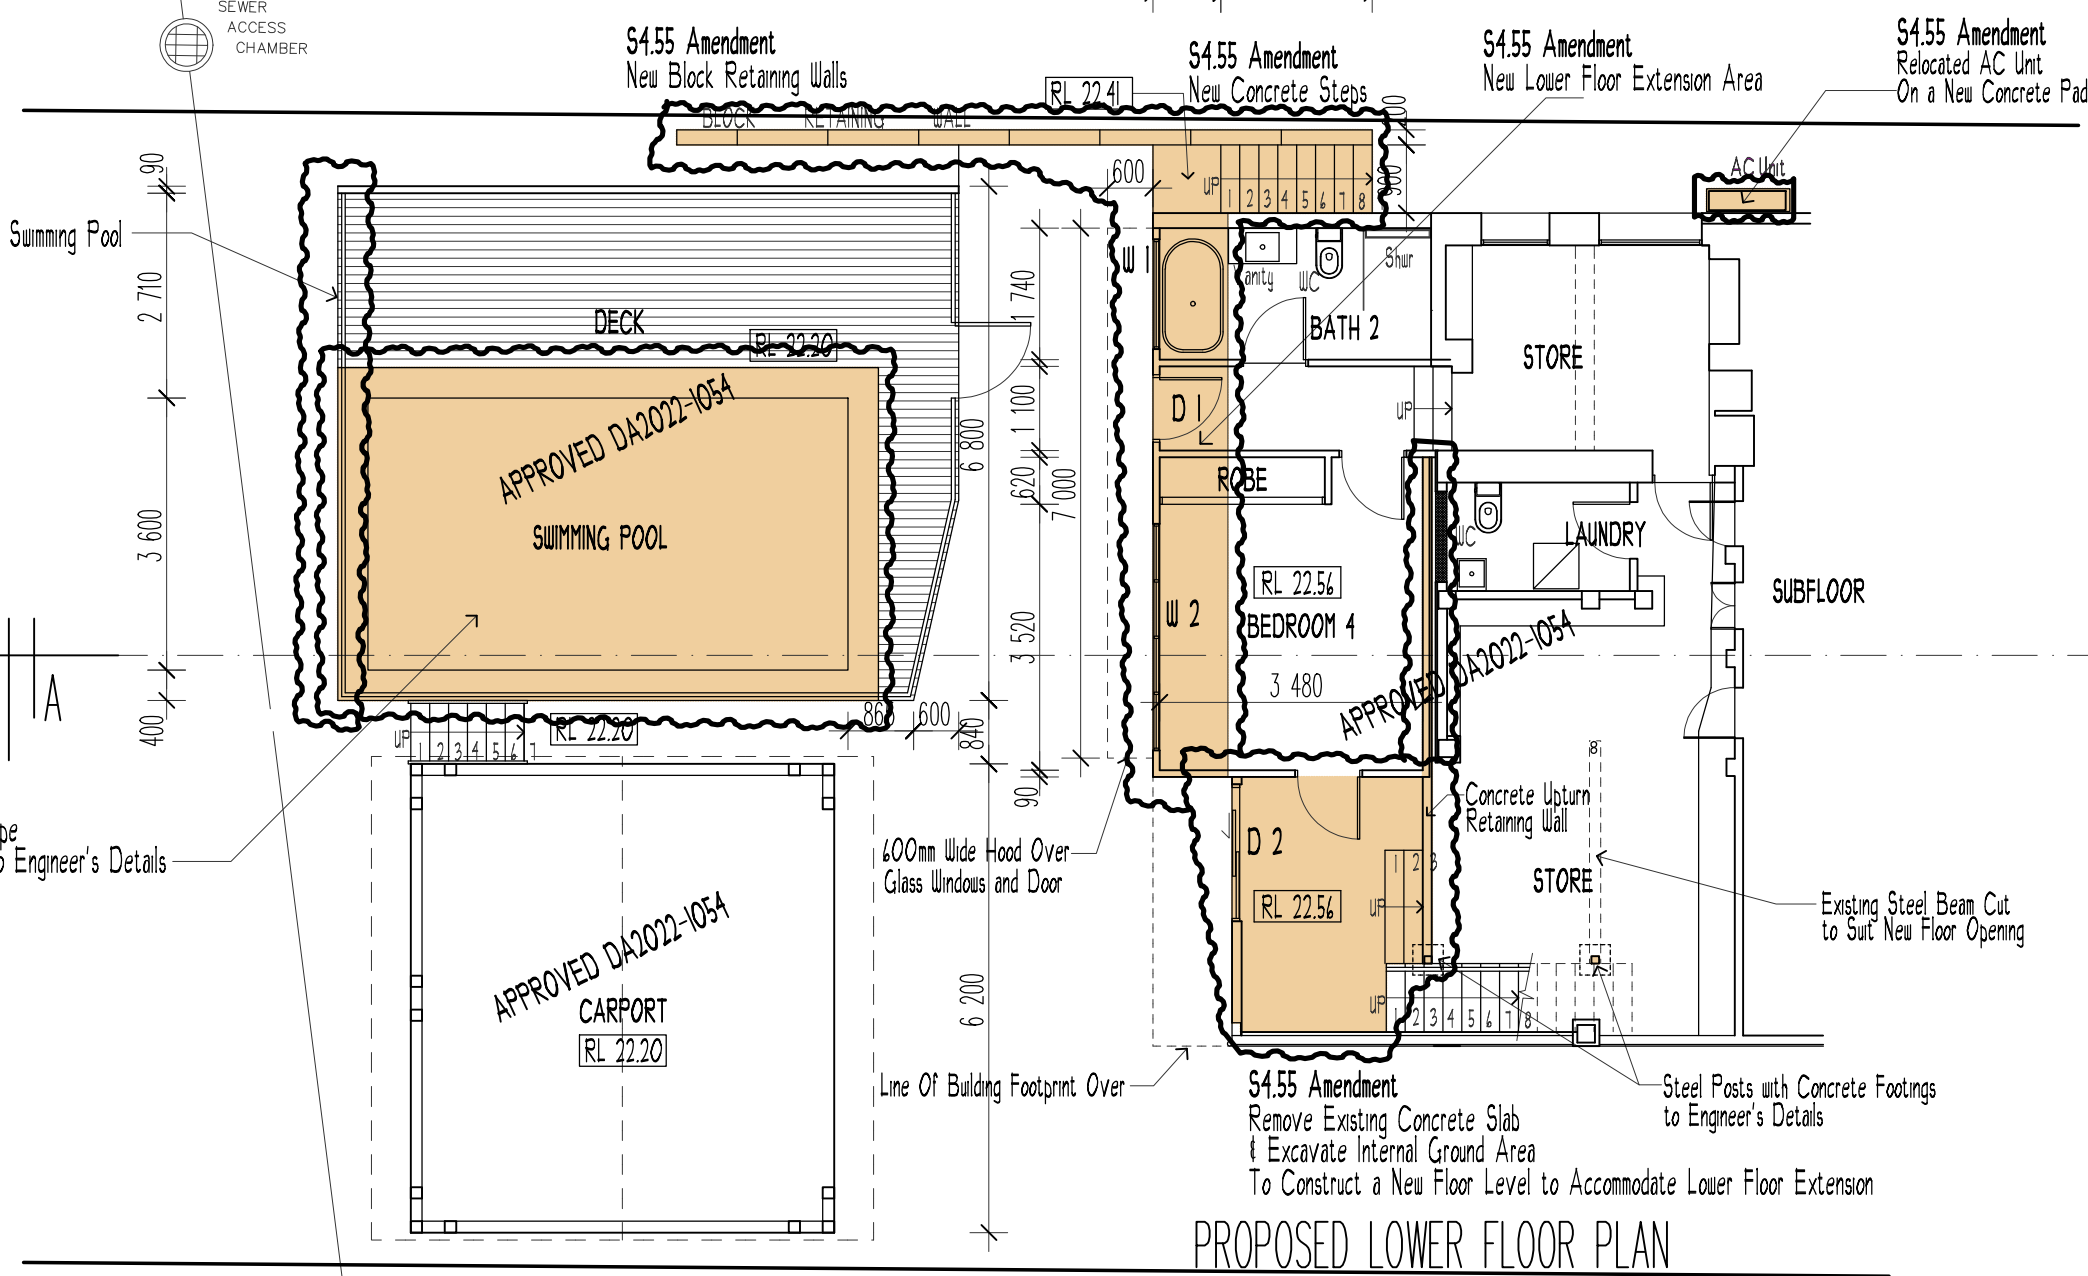 SEWER
ACCESS
CHAMBER
S4.55 Amendment
New Block Retaining Walls
S4.55 Amendment
New Concrete Steps
S4.55 Amendment
New Lower Floor Extension Area
S4.55 Amendment
Relocated AC Unit
On a New Concrete Pad
RL 22.41
BLOCK RETAINING WALL
900
600
UP
1 2 3 4 5 6 7 8
AC Unit
90
2 710
3 600
400
Swimming Pool
DECK
RL 22.20
APPROVED DA2022-1054
SWIMMING POOL
6 800
840
6 200
860
600
1 740
1 100
620
7 000
3 520
90
W 1
WC
Shwr
BATH 2
D 1
UP
ROBE
STORE
WC
LAUNDRY
SUBFLOOR
W 2
RL 22.56
BEDROOM 4
3 480
APPROVED DA2022-1054
A
UP
1 2 3 4 5 6 7
RL 22.20
Engineer's Details
600mm Wide Hood Over
Glass Windows and Door
D 2
RL 22.56
1 2 3
UP
Concrete Upturn
Retaining Wall
8
STORE
Existing Steel Beam Cut
to Suit New Floor Opening
UP
1 2 3 4 5 6 7 8
APPROVED DA2022-1054
CARPORT
RL 22.20
Line Of Building Footprint Over
S4.55 Amendment
Remove Existing Concrete Slab
& Excavate Internal Ground Area
To Construct a New Floor Level to Accommodate Lower Floor Extension
Steel Posts with Concrete Footings
to Engineer's Details
PROPOSED LOWER FLOOR PLAN